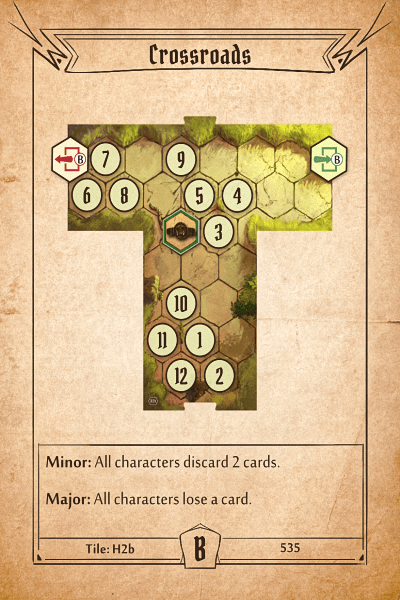 Crossroads
B 7 9 B
6 8 5 4
3
10
11 1
12 2
Minor: All characters discard 2 cards.
Major: All characters lose a card.
Tile: H2b B 535